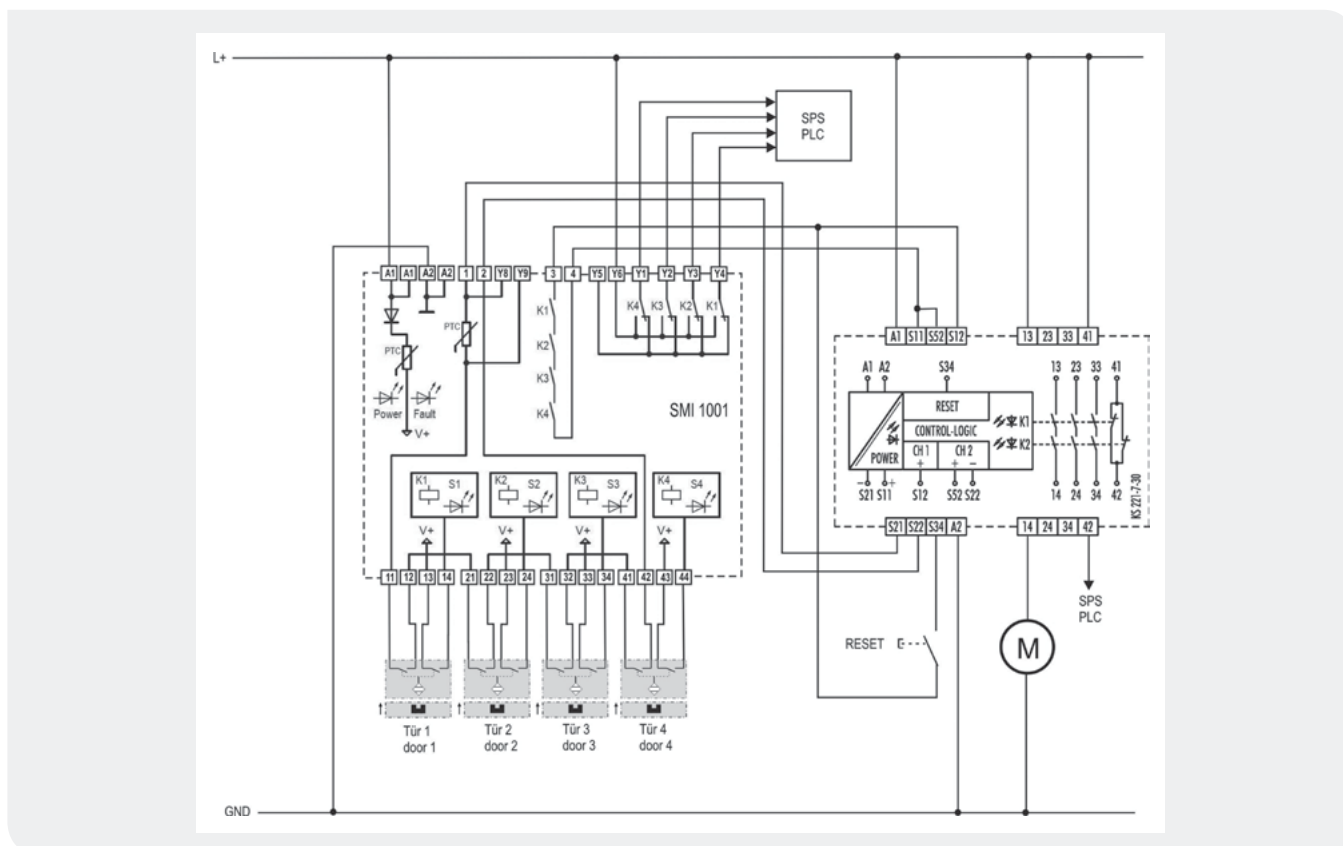 L+
SPS
PLC
A1 A1 A2 A2 1 2 Y8 Y9 3 4 Y5 Y6 Y1 Y2 Y3 Y4
K1
K2
K3
K4
K4 K3 K2 K1
PTC
PTC
Power Fault
V+
SMI 1001
K1 S1
K2 S2
K3 S3
K4 S4
V+ V+ V+ V+
11 12 13 14 21 22 23 24 31 32 33 34 41 42 43 44
Tür 1
door 1
Tür 2
door 2
Tür 3
door 3
Tür 4
door 4
A1 S11 S52 S12
13 23 33 41
A1 A2 S34
13 23 33 41
RESET
CONTROL-LOGIC
POWER
CH 1
+
CH 2
+ −
K1
K2
− +
S21 S11 S12 S52 S22
14 24 34 42
KS 221-7-30
S21 S22 S34 A2
14 24 34 42
SPS
PLC
RESET
M
GND